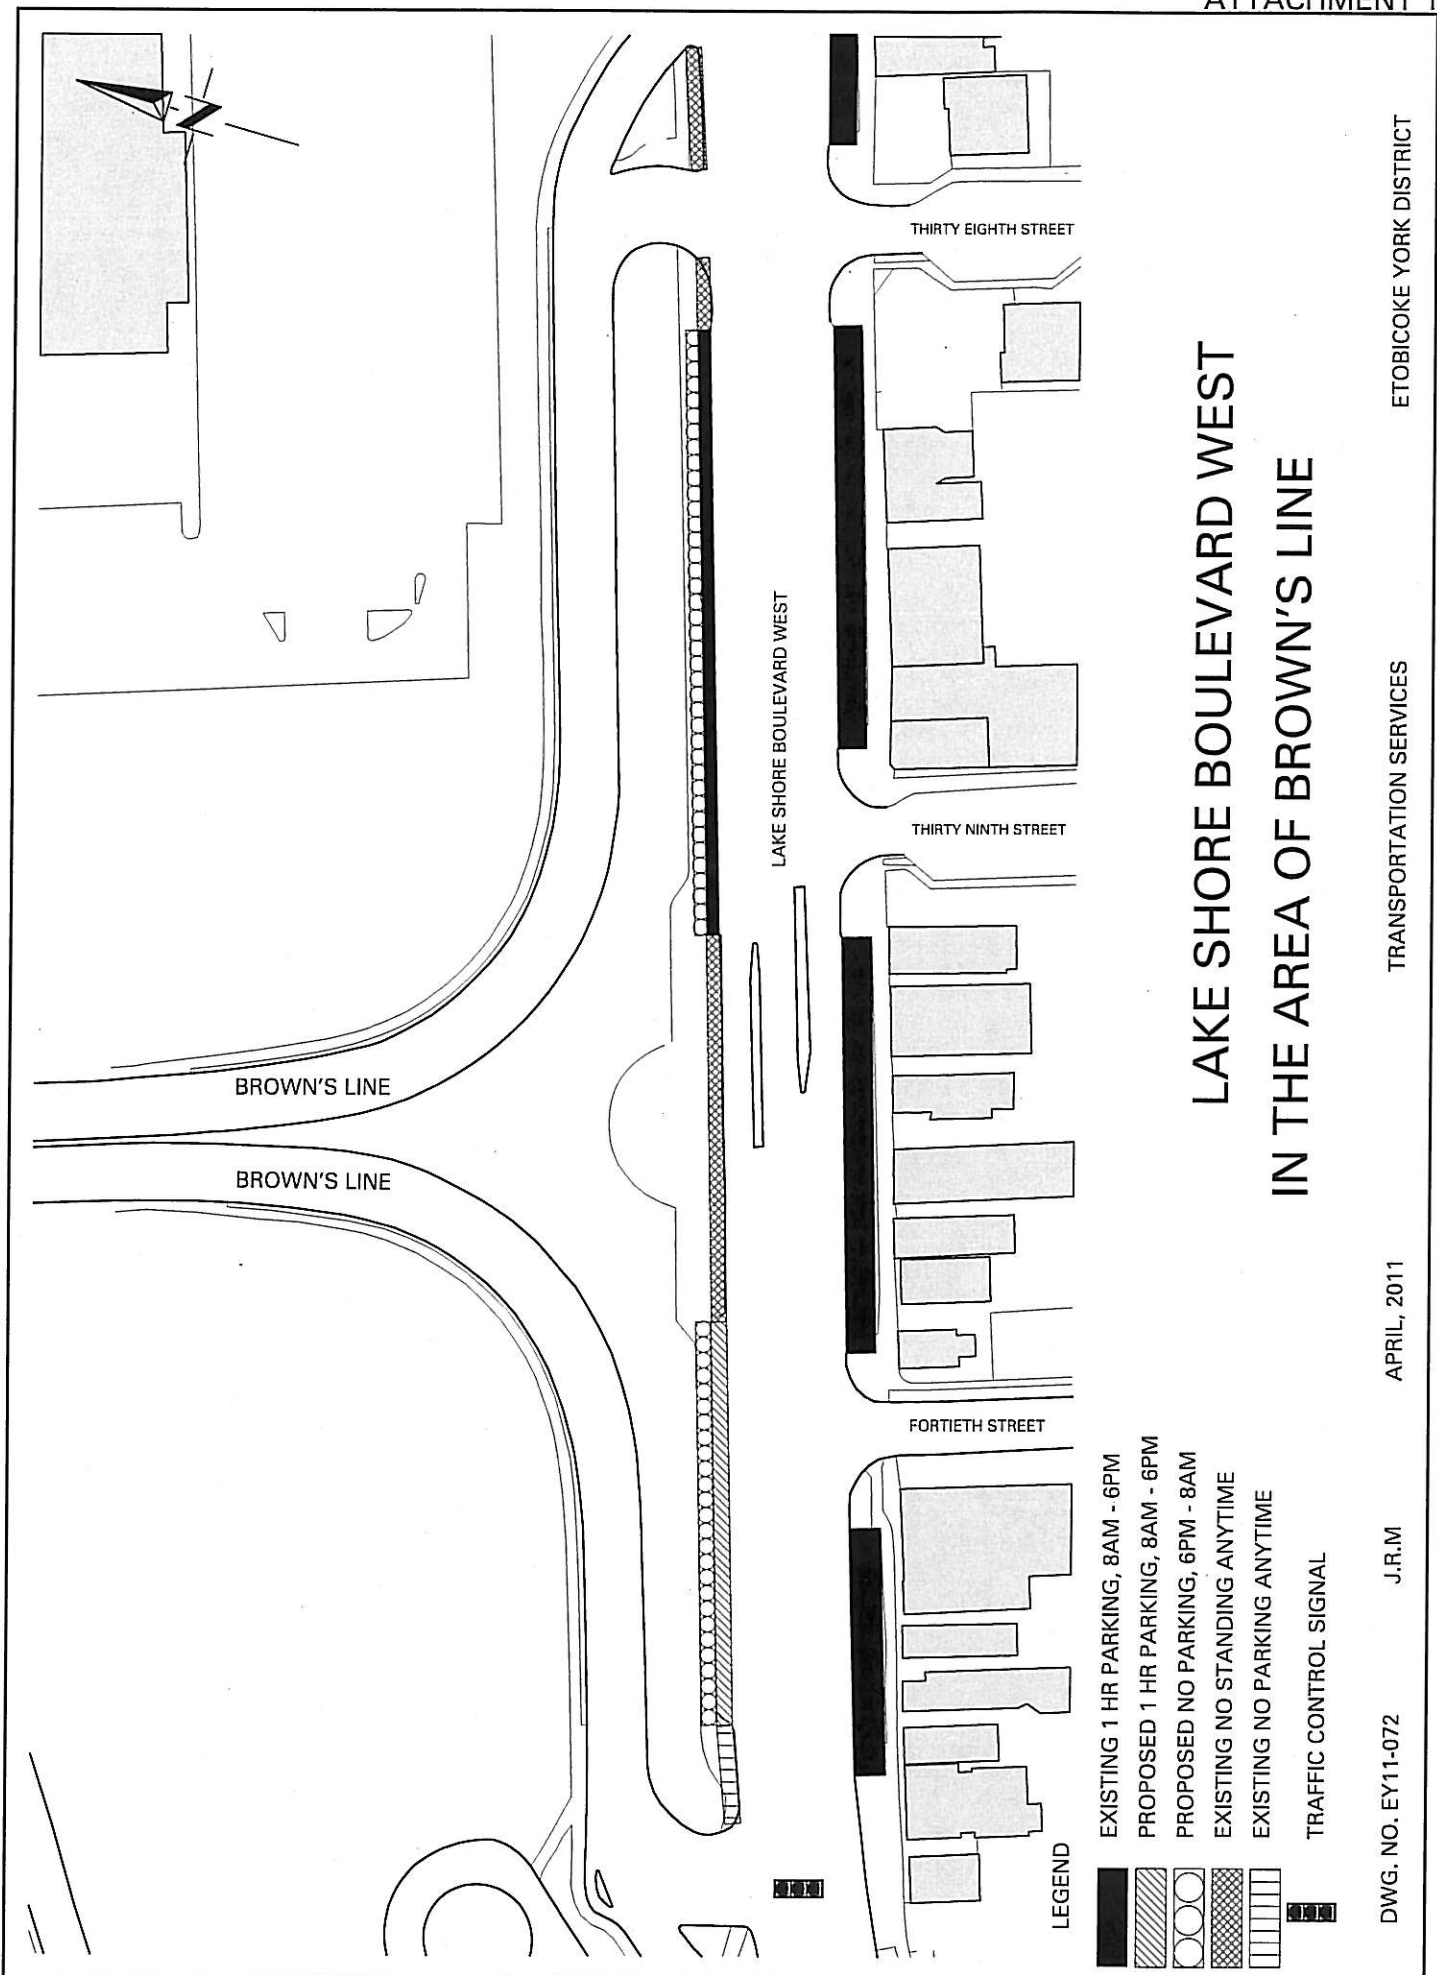 ATTACHMENT 1
N
THIRTY EIGHTH STREET
LAKE SHORE BOULEVARD WEST
THIRTY NINTH STREET
BROWN'S LINE
BROWN'S LINE
FORTIETH STREET
LAKE SHORE BOULEVARD WEST
IN THE AREA OF BROWN'S LINE
LEGEND
EXISTING 1 HR PARKING, 8AM - 6PM
PROPOSED 1 HR PARKING, 8AM - 6PM
PROPOSED NO PARKING, 6PM - 8AM
EXISTING NO STANDING ANYTIME
EXISTING NO PARKING ANYTIME
TRAFFIC CONTROL SIGNAL
DWG. NO. EY11-072 J.R.M APRIL, 2011 TRANSPORTATION SERVICES ETOBICOKE YORK DISTRICT